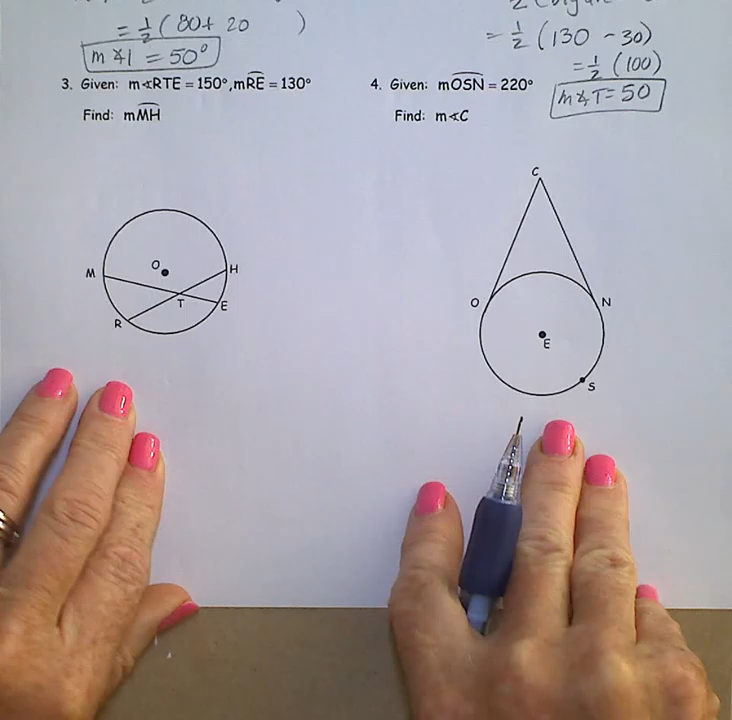 = ½(80+ 20 )
m∢1 = 50°
= ½ (130 - 30)
= ½ (100)
m∢T = 50
3. Given: m∢RTE = 150°, mRE = 130°
Find: mMH
4. Given: mOSN = 220°
Find: m∢C
O
M
H
T
E
R
C
O
N
E
S